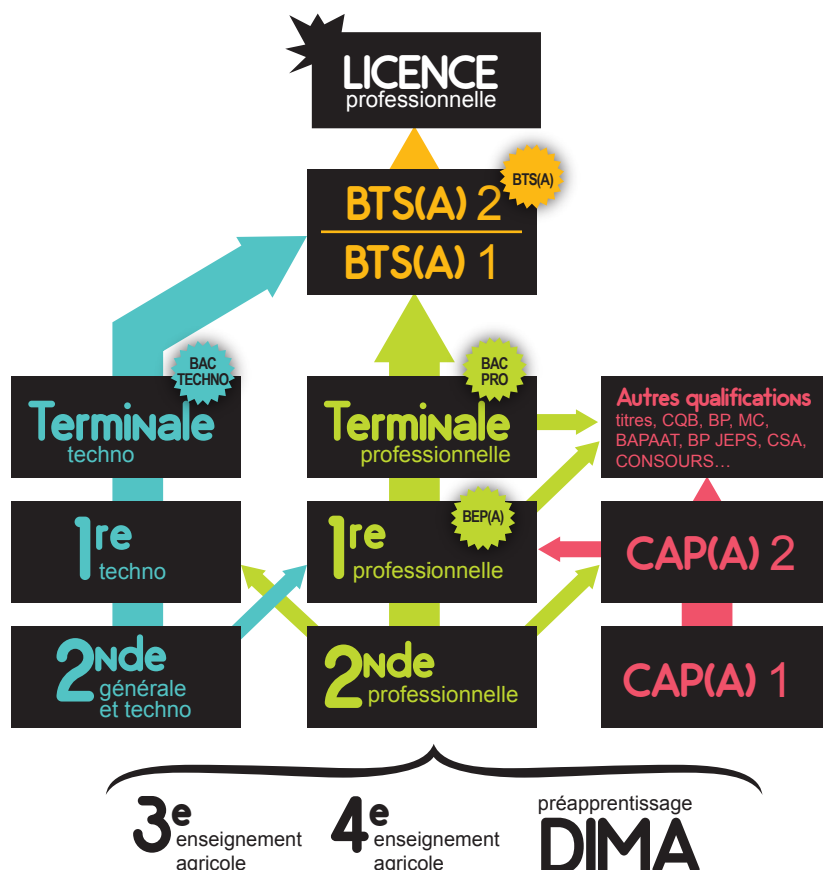 LICENCE
professionnelle
BTS(A)
BTS(A) 2
BTS(A) 1
BAC
TECHNO
Terminale
techno
BAC
PRO
Terminale
professionnelle
Autres qualifications
titres, CQB, BP, MC,
BAPAAT, BP JEPS, CSA,
CONSOURS…
1re
techno
BEP(A)
1re
professionnelle
CAP(A) 2
2Nde
générale
et techno
2Nde
professionnelle
CAP(A) 1
3e
enseignement
agricole
4e
enseignement
agricole
préapprentissage
DIMA